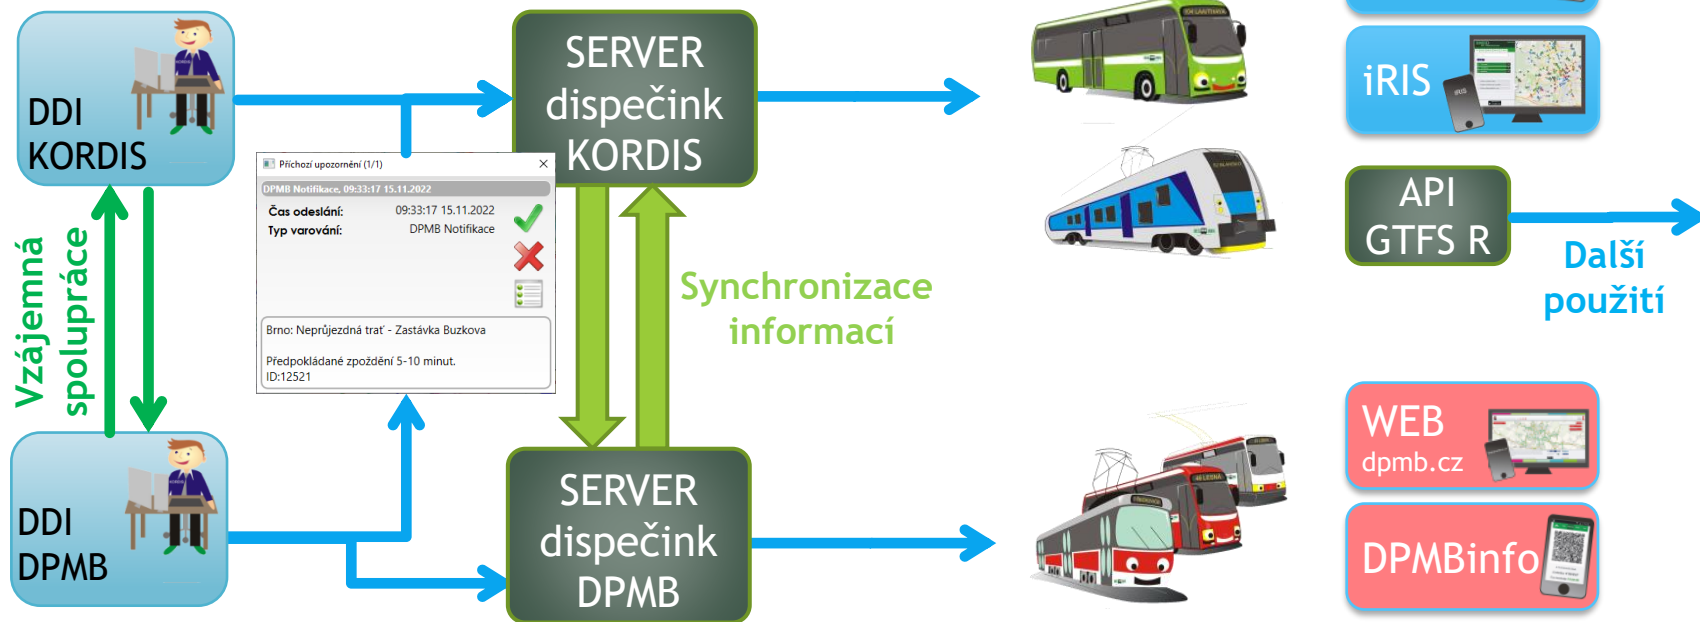 DDI
KORDIS
Vzájemná
spolupráce
DDI
DPMB
Příchozí upozornění (1/1)
DPMB Notifikace, 09:33:17 15.11.2022
Čas odeslání: 09:33:17 15.11.2022
Typ varování: DPMB Notifikace
Brno: Neprůjezdná trať - Zastávka Buzkova
Předpokládané zpoždění 5-10 minut.
ID:12521
SERVER
dispečink
KORDIS
Synchronizace
informací
SERVER
dispečink
DPMB
iRIS
iRIS
API
GTFS R
Další
použití
WEB
dpmb.cz
DPMBinfo